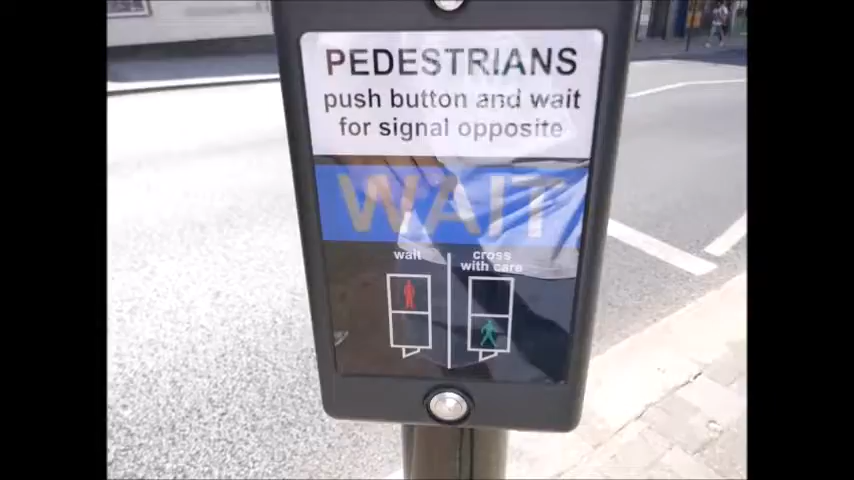 PEDESTRIANS
push button and wait
for signal opposite
WAIT
wait
cross
with care